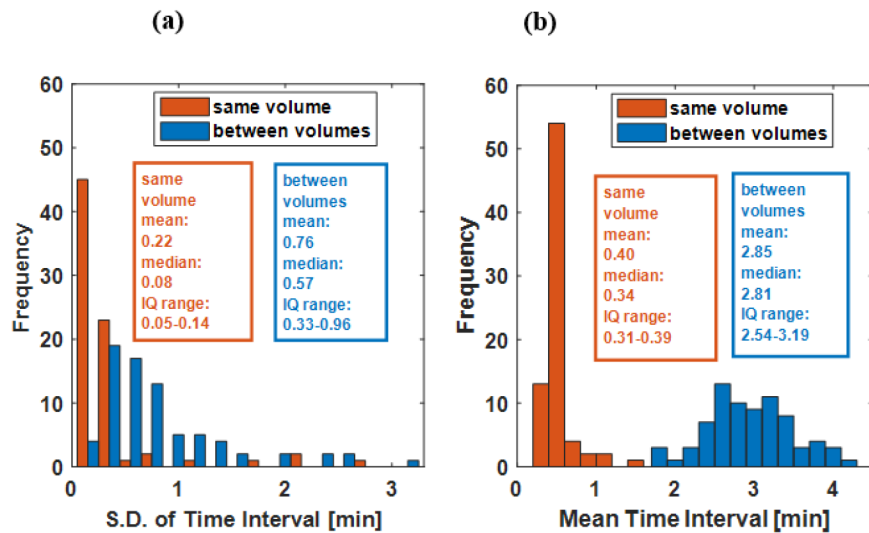 (a)
60
50
40
30
20
10
0
Frequency
same volume
between volumes
same
volume
mean:
0.22
median:
0.08
IQ range:
0.05-0.14
between
volumes
mean:
0.76
median:
0.57
IQ range:
0.33-0.96
0 1 2 3
S.D. of Time Interval [min]
(b)
60
50
40
30
20
10
0
Frequency
same volume
between volumes
same
volume
mean:
0.40
median:
0.34
IQ range:
0.31-0.39
between
volumes
mean:
2.85
median:
2.81
IQ range:
2.54-3.19
0 1 2 3 4
Mean Time Interval [min]